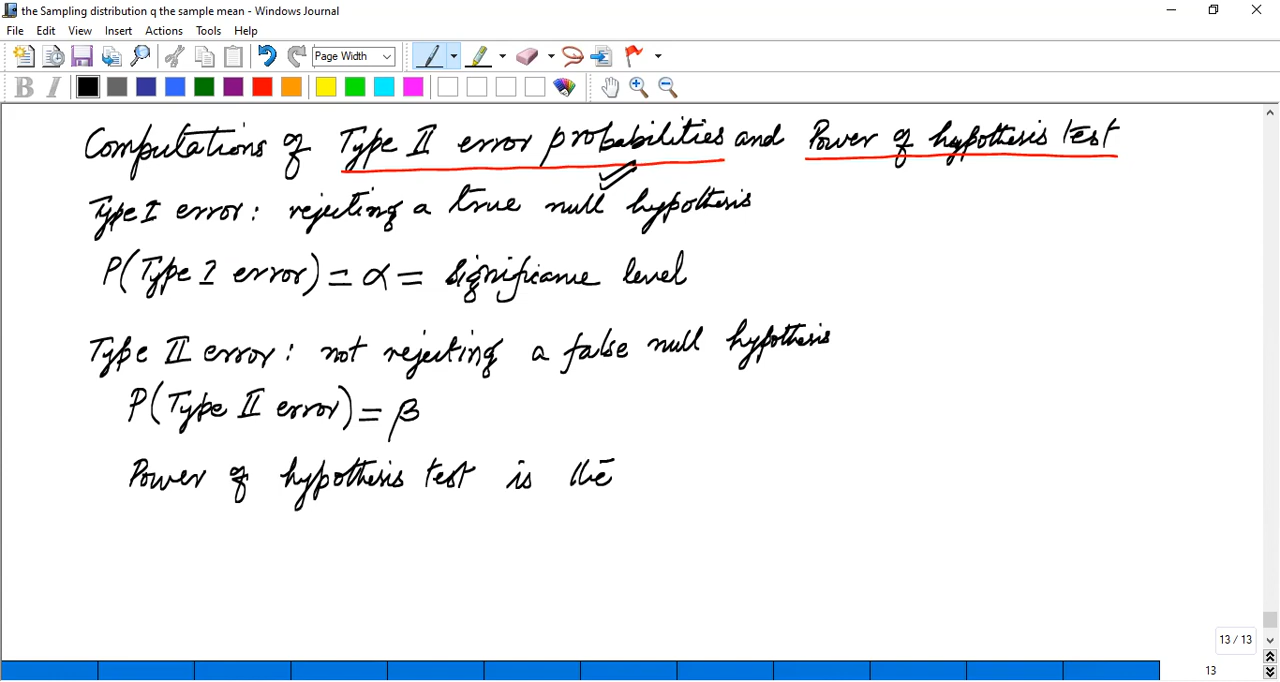 the Sampling distribution q the sample mean - Windows Journal
File Edit View Insert Actions Tools Help
Page Width
B I
Computations of Type II error probabilities and Power of hypothesis test
Type I error: rejecting a true null hypothesis
P(Type I error) = α = significance level
Type II error: not rejecting a false null hypothesis
P(Type II error) = β
Power of hypothesis test is the
13 / 13
13